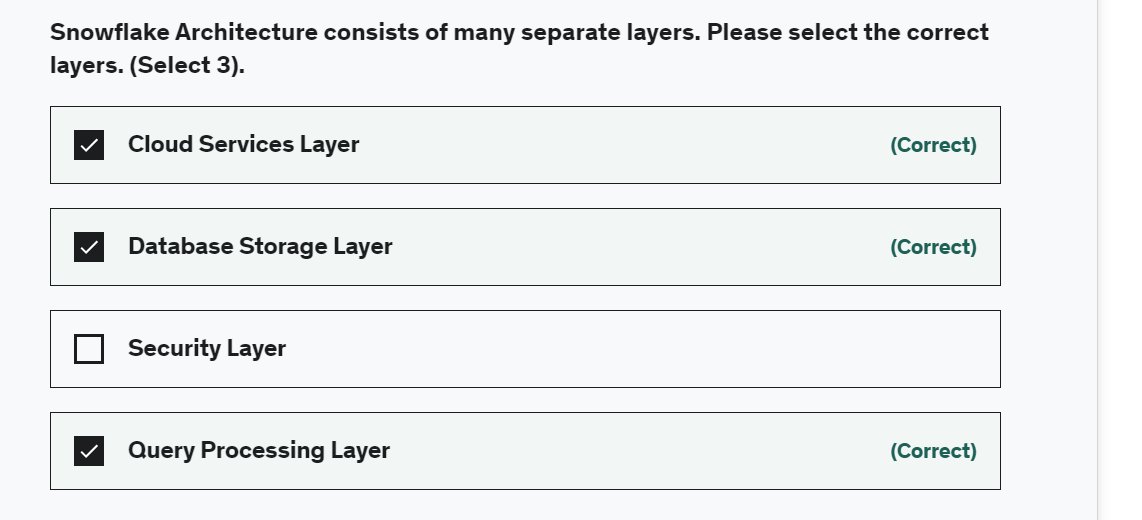 Snowflake Architecture consists of many separate layers. Please select the correct
layers. (Select 3).
Cloud Services Layer (Correct)
Database Storage Layer (Correct)
Security Layer
Query Processing Layer (Correct)